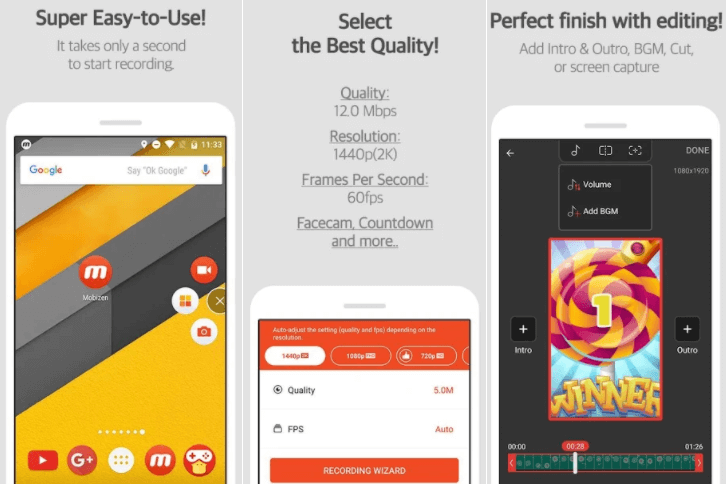 Super Easy-to-Use!
It takes only a second
to start recording.
m
11:33
Google
Say "Ok Google"
m
Mobizen
G+
m
Select
the Best Quality!
Quality:
12.0 Mbps
Resolution:
1440p(2K)
Frames Per Second:
60fps
Facecam, Countdown
and more..
Auto-adjust the setting (quality and fps) depending on the
resolution.
1440p
1080p
720p
Quality
5.0M
FPS
Auto
RECORDING WIZARD
Perfect finish with editing!
Add Intro & Outro, BGM, Cut,
or screen capture
DONE
1080x1920
Volume
Add BGM
1
WINNER
Intro
Outro
00:00
00:28
01:26